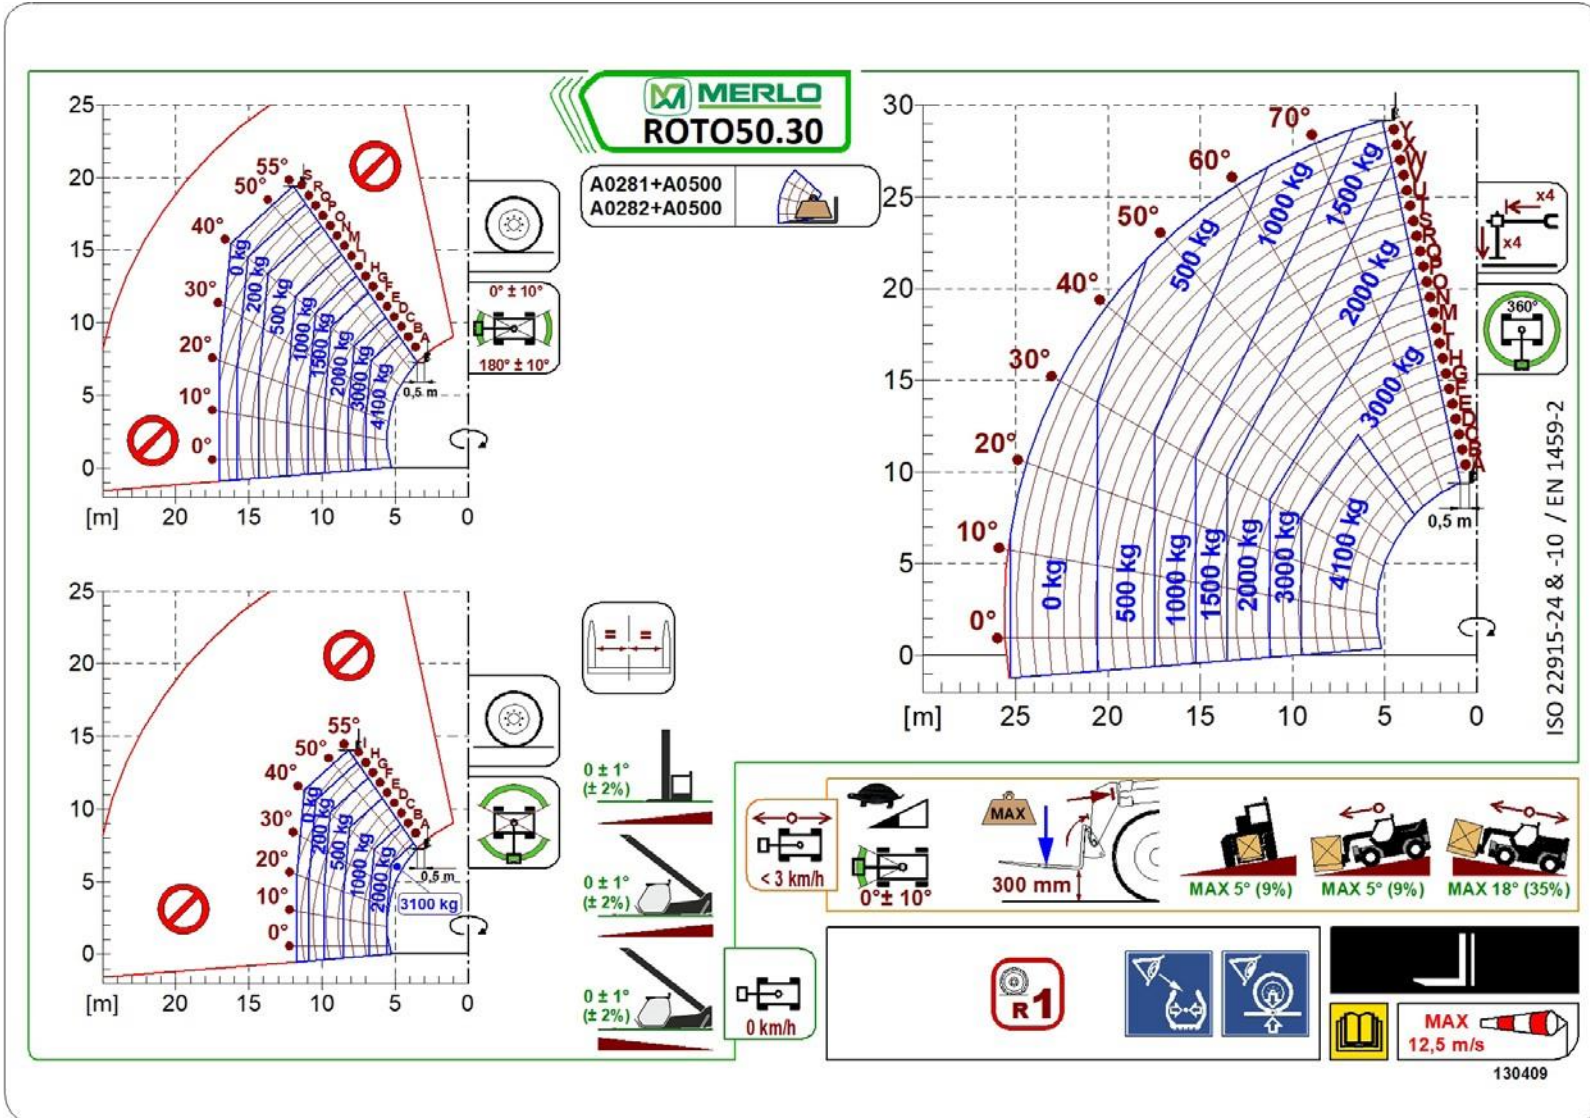 MERLO
ROTO50.30
A0281+A0500
A0282+A0500
25
20
15
10
5
0
[m]
20
15
10
5
0
55°
50°
40°
30°
20°
10°
0°
S
R
Q
P
O
N
M
L
I
H
G
F
E
D
C
B
A
0 kg
200 kg
500 kg
1000 kg
1500 kg
2000 kg
3000 kg
4100 kg
0,5 m
0° ± 10°
180° ± 10°
25
20
15
10
5
0
[m]
20
15
10
5
0
55°
50°
40°
30°
20°
10°
0°
I
H
G
F
E
D
C
B
A
0 kg
200 kg
500 kg
1000 kg
2000 kg
3100 kg
0,5 m
= =
0 ± 1°
(± 2%)
0 ± 1°
(± 2%)
0 ± 1°
(± 2%)
30
25
20
15
10
5
0
[m]
25
20
15
10
5
0
70°
60°
50°
40°
30°
20°
10°
0°
Y
X
W
V
U
T
S
R
Q
P
O
N
M
L
I
H
G
F
E
D
C
B
A
500 kg
1000 kg
1500 kg
2000 kg
3000 kg
0 kg
500 kg
1000 kg
1500 kg
2000 kg
3000 kg
4100 kg
0,5 m
x4
x4
360°
ISO 22915-24 & -10 / EN 1459-2
< 3 km/h
0°± 10°
MAX
300 mm
MAX 5° (9%)
MAX 5° (9%)
MAX 18° (35%)
0 km/h
R 1
MAX
12,5 m/s
130409